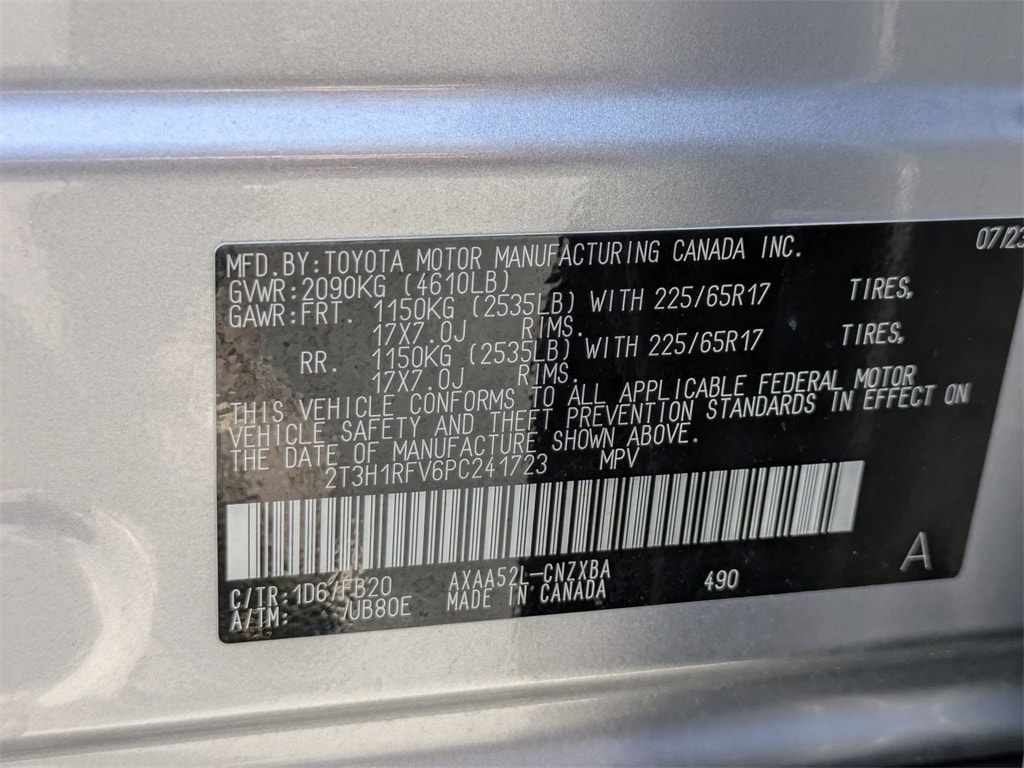 MFD.BY:TOYOTA MOTOR MANUFACTURING CANADA INC. 07/23
GVWR:2090KG (4610LB)
GAWR:FRT. 1150KG (2535LB) WITH 225/65R17 TIRES,
17X7.0J RIMS.
RR. 1150KG (2535LB) WITH 225/65R17 TIRES,
17X7.0J RIMS.
THIS VEHICLE CONFORMS TO ALL APPLICABLE FEDERAL MOTOR
VEHICLE SAFETY AND THEFT PREVENTION STANDARDS IN EFFECT ON
THE DATE OF MANUFACTURE SHOWN ABOVE.
2T3H1RFV6PC241723 MPV
C/TR:1D6/FB20 AXAA52L-CNZXBA 490 A
A/TM: /UB80E MADE IN CANADA